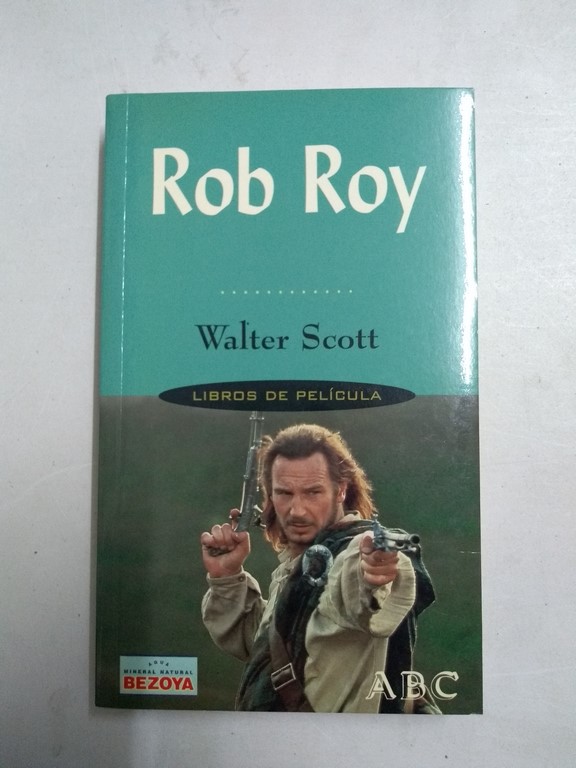 Rob Roy
Walter Scott
LIBROS DE PELÍCULA
AGUA
MINERAL NATURAL
BEZOYA
ABC